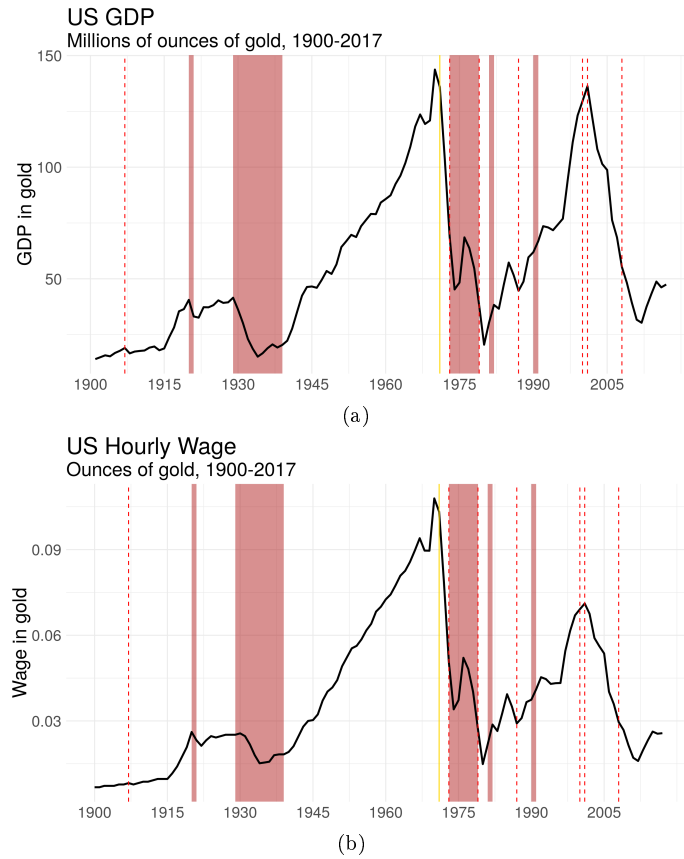 US GDP
Millions of ounces of gold, 1900-2017
GDP in gold
150
100
50
1900 1915 1930 1945 1960 1975 1990 2005
(a)
US Hourly Wage
Ounces of gold, 1900-2017
Wage in gold
0.09
0.06
0.03
1900 1915 1930 1945 1960 1975 1990 2005
(b)